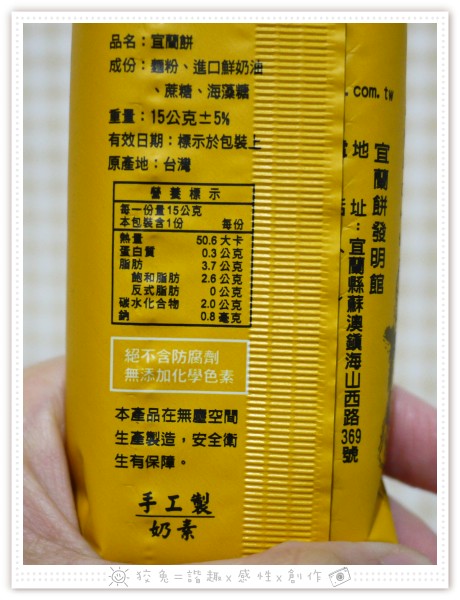 品名：宜蘭餅
成份：麵粉、進口鮮奶油
、蔗糖、海藻糖
重量：15公克±5%
有效日期：標示於包裝上
原產地：台灣
營養標示
每一份量15公克
本包裝含1份 每份
熱量 50.6 大卡
蛋白質 0.3 公克
脂肪 3.7 公克
飽和脂肪 2.6 公克
反式脂肪 0 公克
碳水化合物 2.0 公克
鈉 0.8 毫克
絕不含防腐劑
無添加化學色素
本產品在無塵空間
生產製造，安全衛
生有保障。
手工製
奶素
.com.tw
宜蘭餅發明館
地址：宜蘭縣蘇澳鎮海山西路369號
狡兔=諧趣x感性x創作